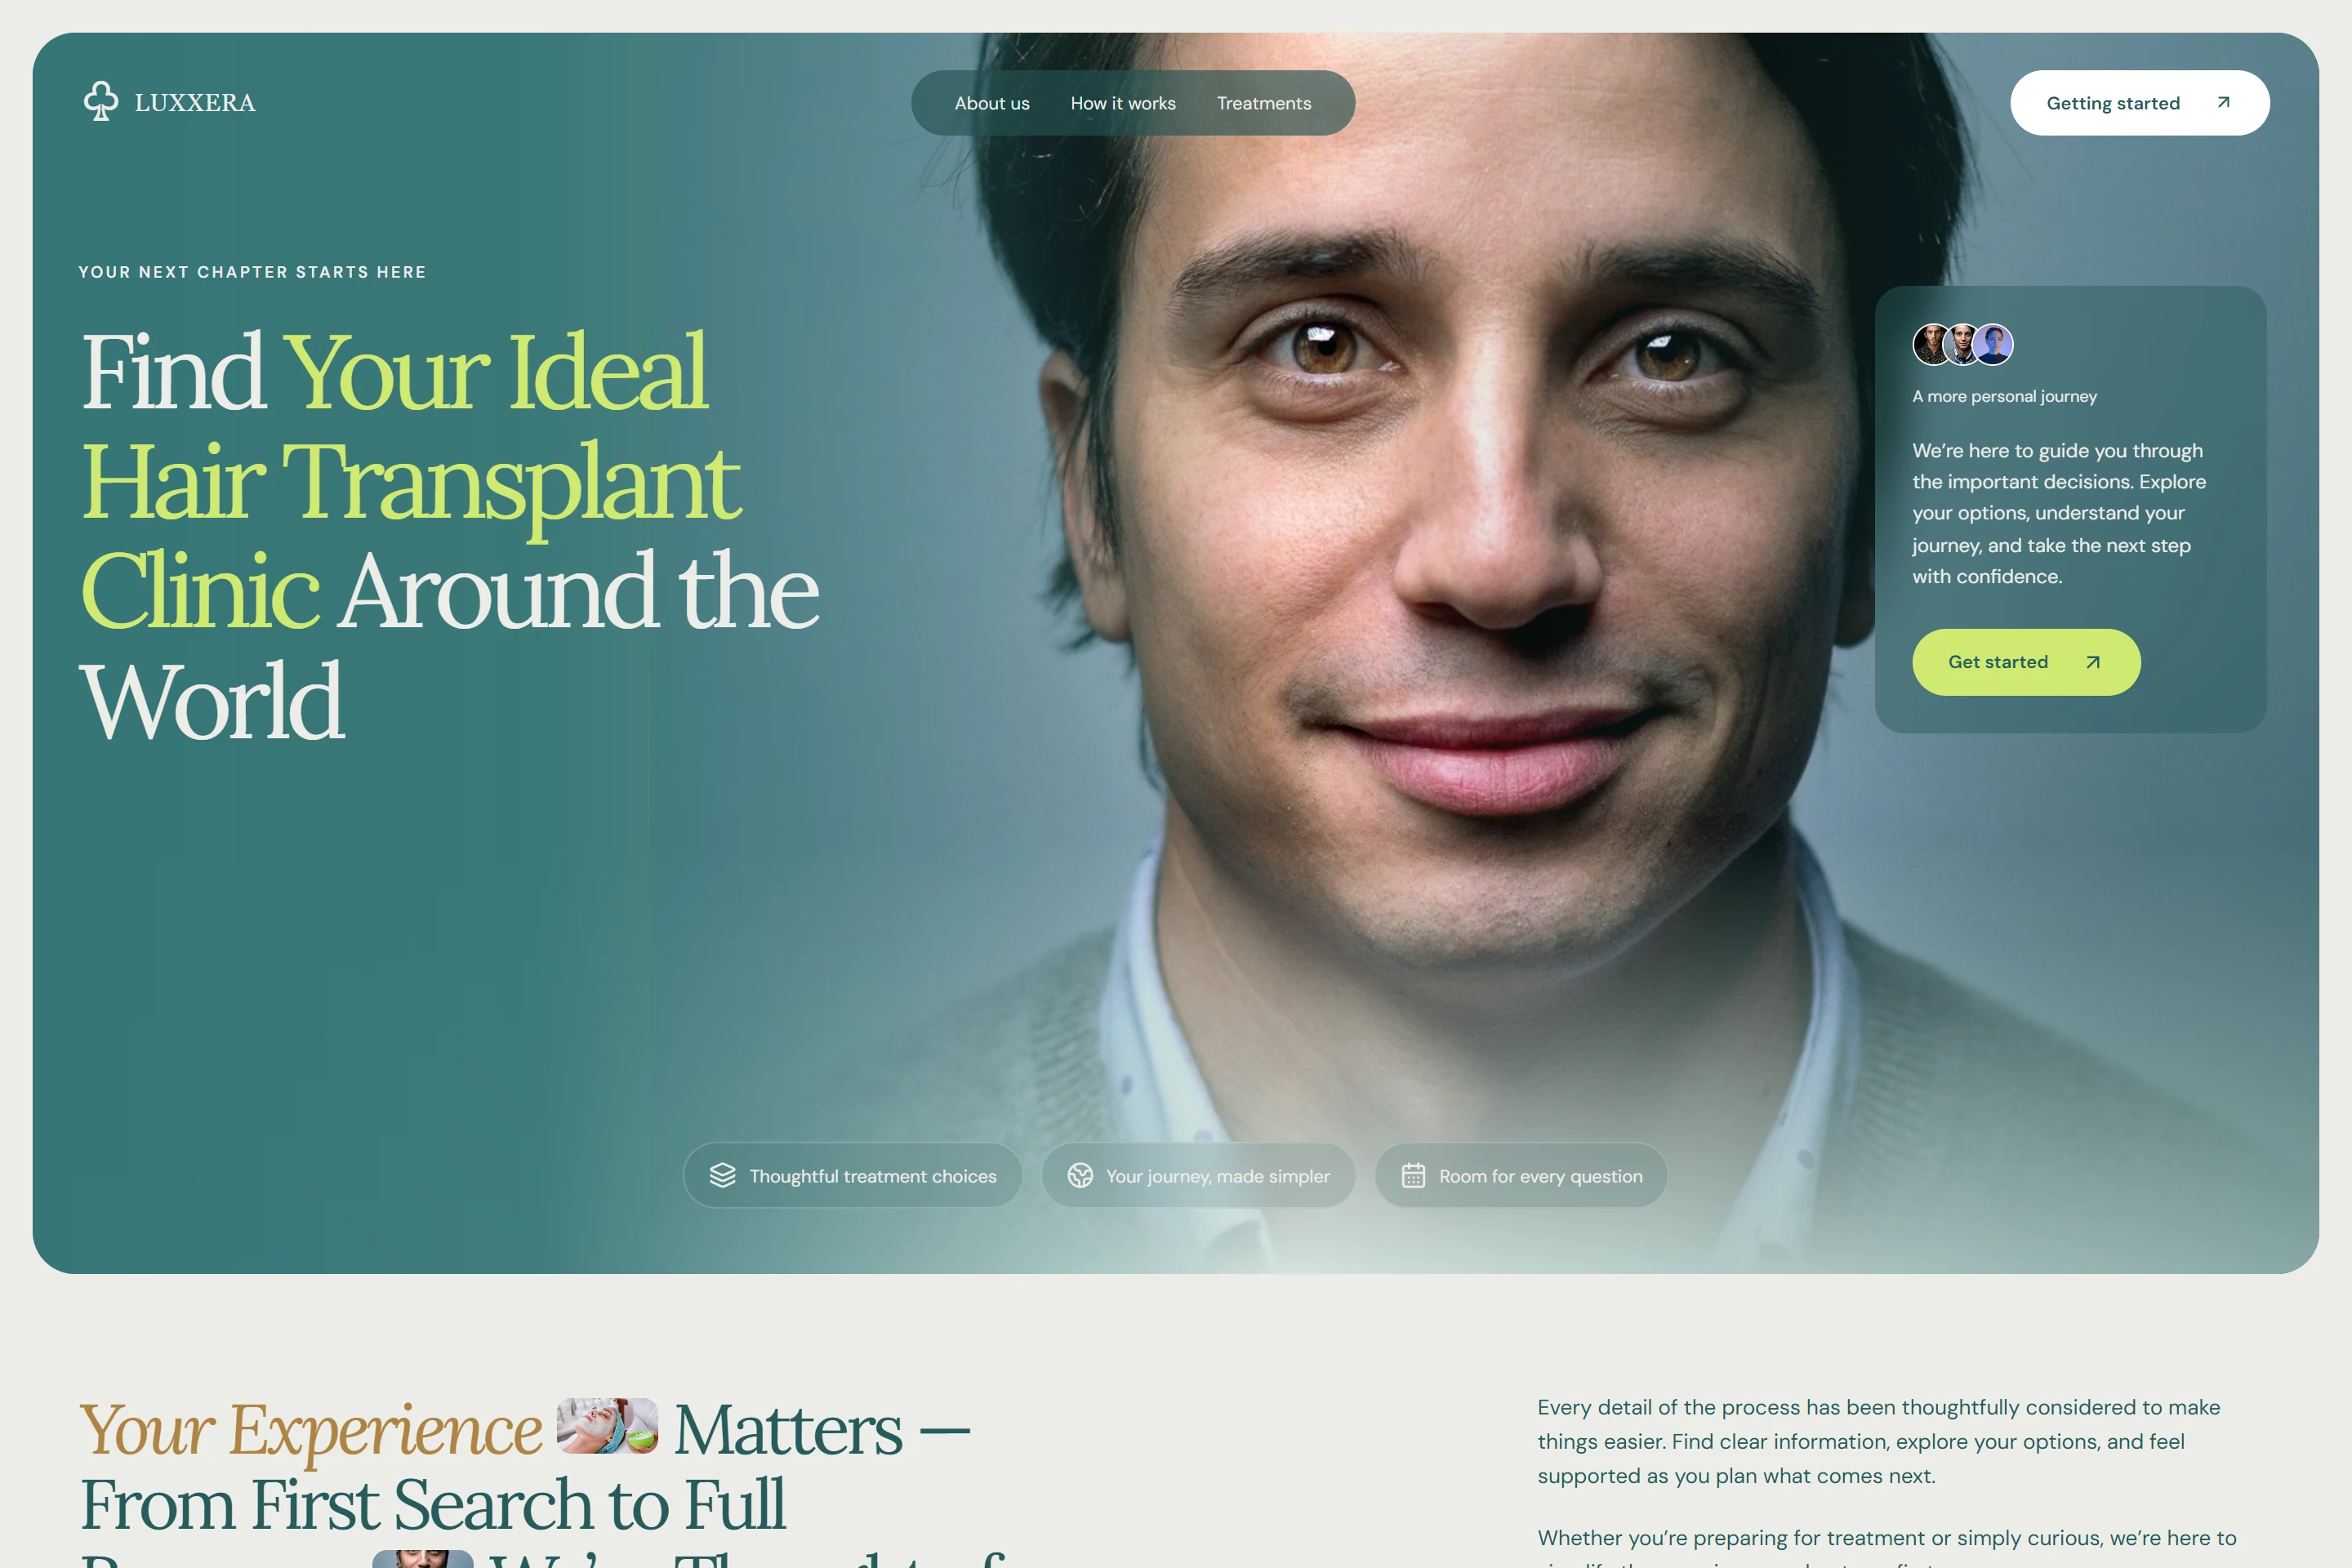 LUXXERA
About us
How it works
Treatments
Getting started
YOUR NEXT CHAPTER STARTS HERE
Find Your Ideal
Hair Transplant
Clinic Around the
World
A more personal journey
We’re here to guide you through
the important decisions. Explore
your options, understand your
journey, and take the next step
with confidence.
Get started
Thoughtful treatment choices
Your journey, made simpler
Room for every question
Your Experience Matters —
From First Search to Full
Every detail of the process has been thoughtfully considered to make
things easier. Find clear information, explore your options, and feel
supported as you plan what comes next.
Whether you’re preparing for treatment or simply curious, we’re here to